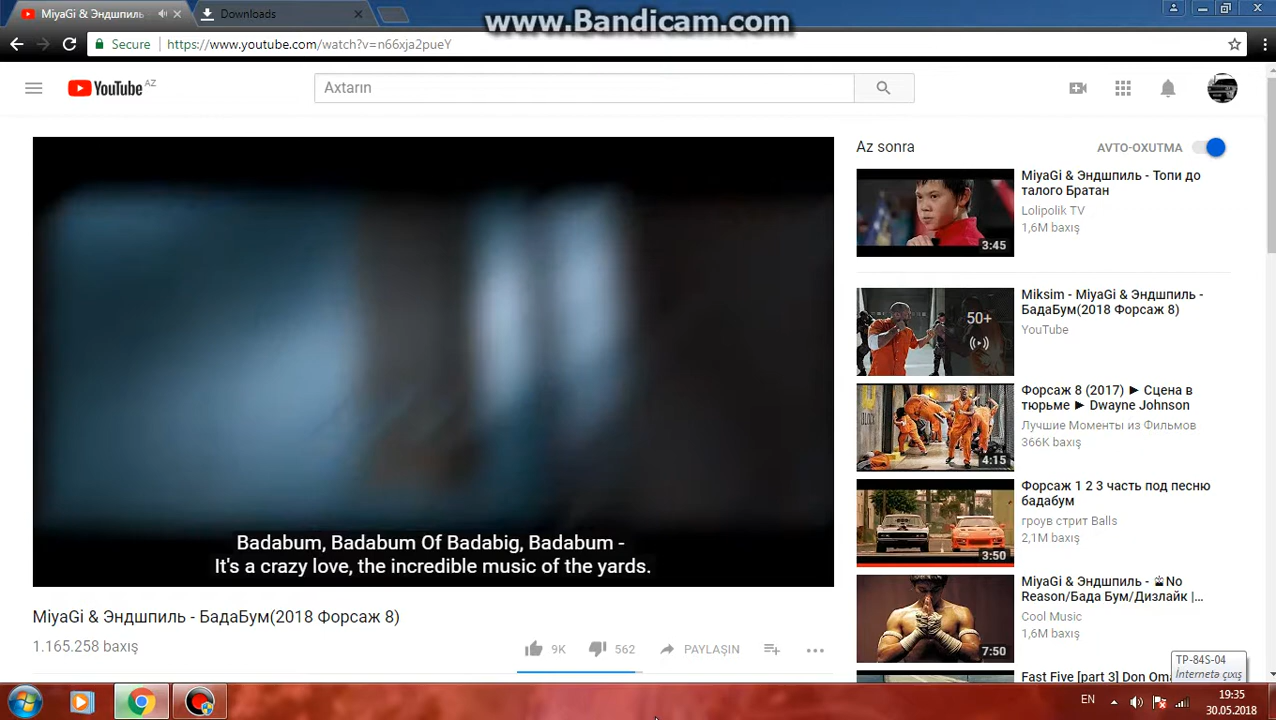 www.Bandicam.com
MiyaGi & Эндшпиль
Downloads
Secure
https://www.youtube.com/watch?v=n66xja2pueY
YouTube AZ
Axtarın
Az sonra
AVTO-OXUTMA
MiyaGi & Эндшпиль - Топи до
талого Братан
Lolipolik TV
1,6M baxış
3:45
Miksim - MiyaGi & Эндшпиль -
БадаБум(2018 Форсаж 8)
YouTube
50+
Форсаж 8 (2017) ► Сцена в
тюрьме ► Dwayne Johnson
Лучшие Моменты из Фильмов
366K baxış
4:15
Форсаж 1 2 3 часть под песню
бадабум
гроув стрит Balls
2,1M baxış
3:50
MiyaGi & Эндшпиль - No
Reason/Бада Бум/Дизлайк |...
Cool Music
1,6M baxış
7:50
Fast Five [part 3] Don
Badabum, Badabum Of Badabig, Badabum -
It's a crazy love, the incredible music of the yards.
MiyaGi & Эндшпиль - БадаБум(2018 Форсаж 8)
1.165.258 baxış
9K
562
PAYLAŞIN
TP-84S-04
İnternetə çıxış
EN
19:35
30.05.2018